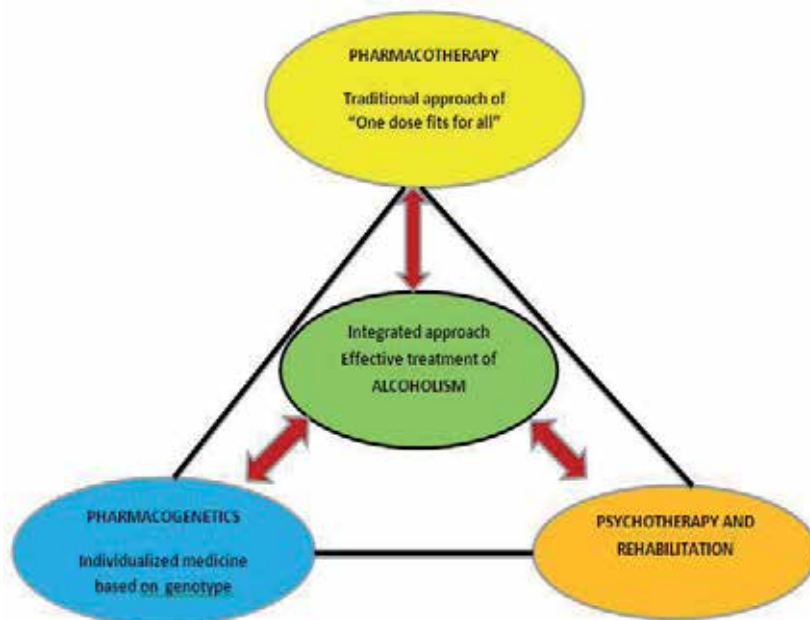 PHARMACOTHERAPY
Traditional approach of
"One dose fits for all"
Integrated approach
Effective treatment of
ALCOHOLISM
PHARMACOGENETICS
Individualized medicine
based on genotype
PSYCHOTHERAPY AND
REHABILITATION